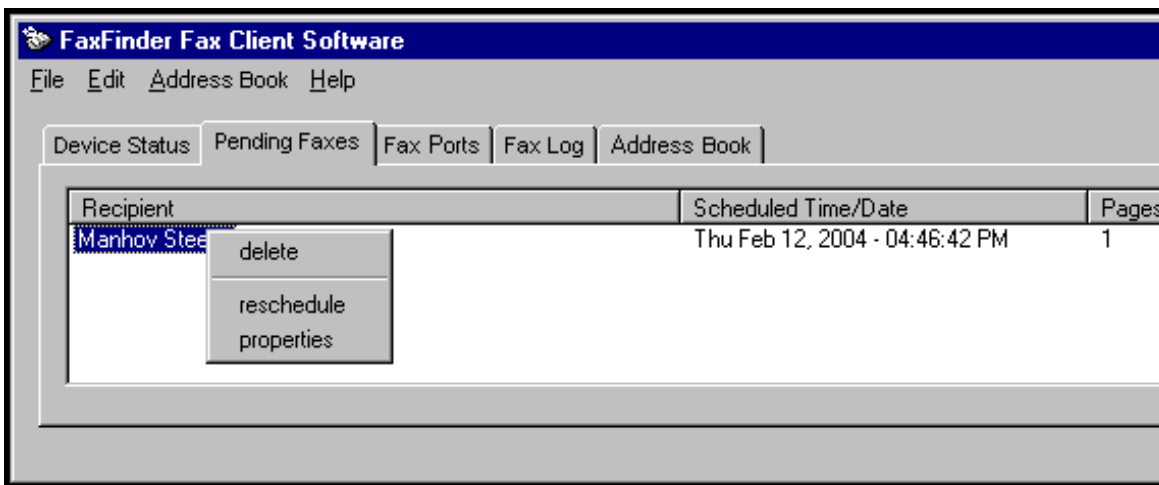 FaxFinder Fax Client Software
File Edit Address Book Help
Device Status Pending Faxes Fax Ports Fax Log Address Book
Recipient Scheduled Time/Date Pages
Manhov Thu Feb 12, 2004 - 04:46:42 PM 1
delete
reschedule
properties